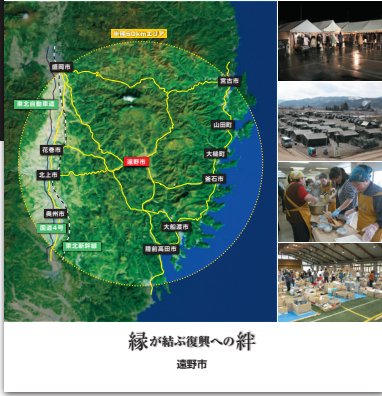 半径50kmエリア
盛岡市
宮古市
東北自動車道
山田町
花巻市
大槌町
遠野市
北上市
釜石市
奥州市
大船渡市
国道4号
東北新幹線
陸前高田市
縁が結ぶ復興への絆
遠野市